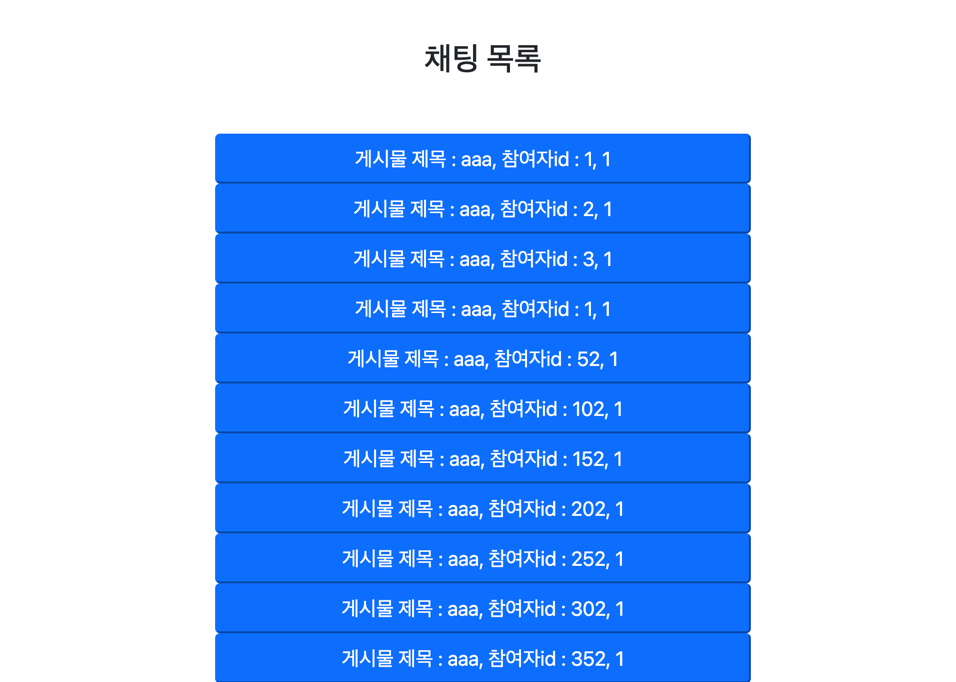 채팅 목록
게시물 제목 : aaa, 참여자id : 1, 1
게시물 제목 : aaa, 참여자id : 2, 1
게시물 제목 : aaa, 참여자id : 3, 1
게시물 제목 : aaa, 참여자id : 1, 1
게시물 제목 : aaa, 참여자id : 52, 1
게시물 제목 : aaa, 참여자id : 102, 1
게시물 제목 : aaa, 참여자id : 152, 1
게시물 제목 : aaa, 참여자id : 202, 1
게시물 제목 : aaa, 참여자id : 252, 1
게시물 제목 : aaa, 참여자id : 302, 1
게시물 제목 : aaa, 참여자id : 352, 1